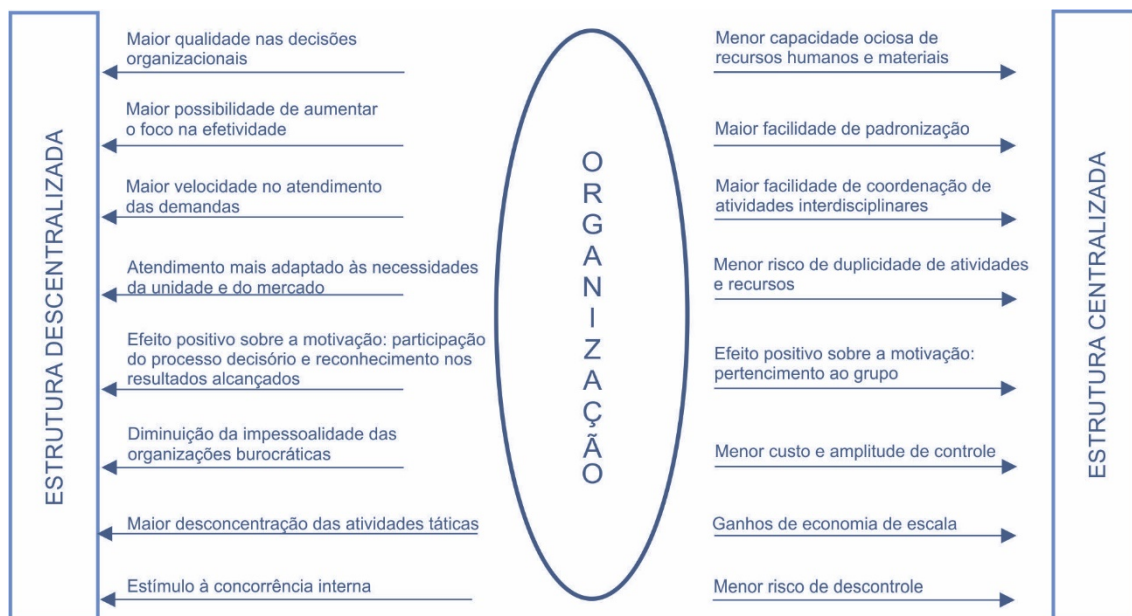 ESTRUTURA DESCENTRALIZADA
Maior qualidade nas decisões
organizacionais
Maior possibilidade de aumentar
o foco na efetividade
Maior velocidade no atendimento
das demandas
Atendimento mais adaptado às necessidades
da unidade e do mercado
Efeito positivo sobre a motivação: participação
do processo decisório e reconhecimento nos
resultados alcançados
Diminuição da impessoalidade das
organizações burocráticas
Maior desconcentração das atividades táticas
Estímulo à concorrência interna
ORGANIZAÇÃO
Menor capacidade ociosa de
recursos humanos e materiais
Maior facilidade de padronização
Maior facilidade de coordenação de
atividades interdisciplinares
Menor risco de duplicidade de atividades
e recursos
Efeito positivo sobre a motivação:
pertencimento ao grupo
Menor custo e amplitude de controle
Ganhos de economia de escala
Menor risco de descontrole
ESTRUTURA CENTRALIZADA